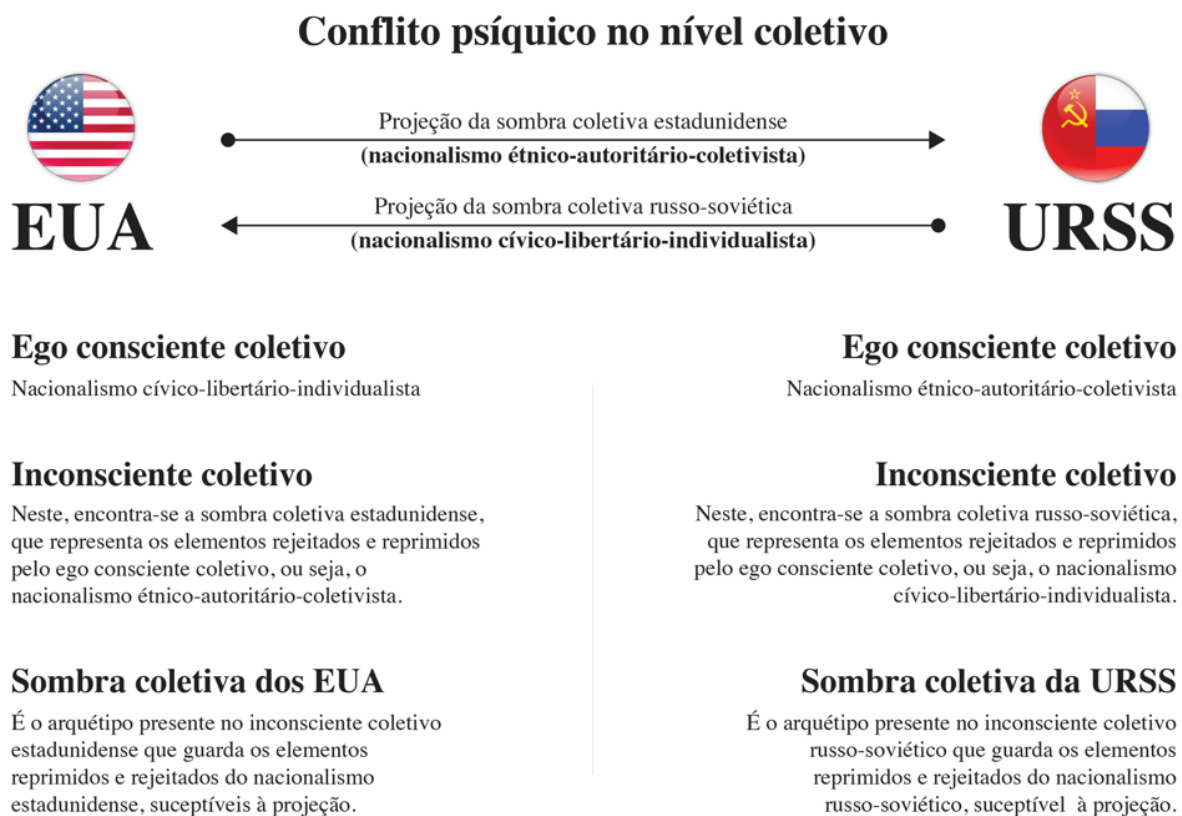 Conflito psíquico no nível coletivo
Projeção da sombra coletiva estadunidense
(nacionalismo étnico-autoritário-coletivista)
EUA
Projeção da sombra coletiva russo-soviética
(nacionalismo cívico-libertário-individualista)
URSS
Ego consciente coletivo
Nacionalismo cívico-libertário-individualista
Inconsciente coletivo
Neste, encontra-se a sombra coletiva estadunidense,
que representa os elementos rejeitados e reprimidos
pelo ego consciente coletivo, ou seja, o
nacionalismo étnico-autoritário-coletivista.
Sombra coletiva dos EUA
É o arquétipo presente no inconsciente coletivo
estadunidense que guarda os elementos
reprimidos e rejeitados do nacionalismo
estadunidense, suceptíveis à projeção.
Ego consciente coletivo
Nacionalismo étnico-autoritário-coletivista
Inconsciente coletivo
Neste, encontra-se a sombra coletiva russo-soviética,
que representa os elementos rejeitados e reprimidos
pelo ego consciente coletivo, ou seja, o nacionalismo
cívico-libertário-individualista.
Sombra coletiva da URSS
É o arquétipo presente no inconsciente coletivo
russo-soviético que guarda os elementos
reprimidos e rejeitados do nacionalismo
russo-soviético, suceptível à projeção.